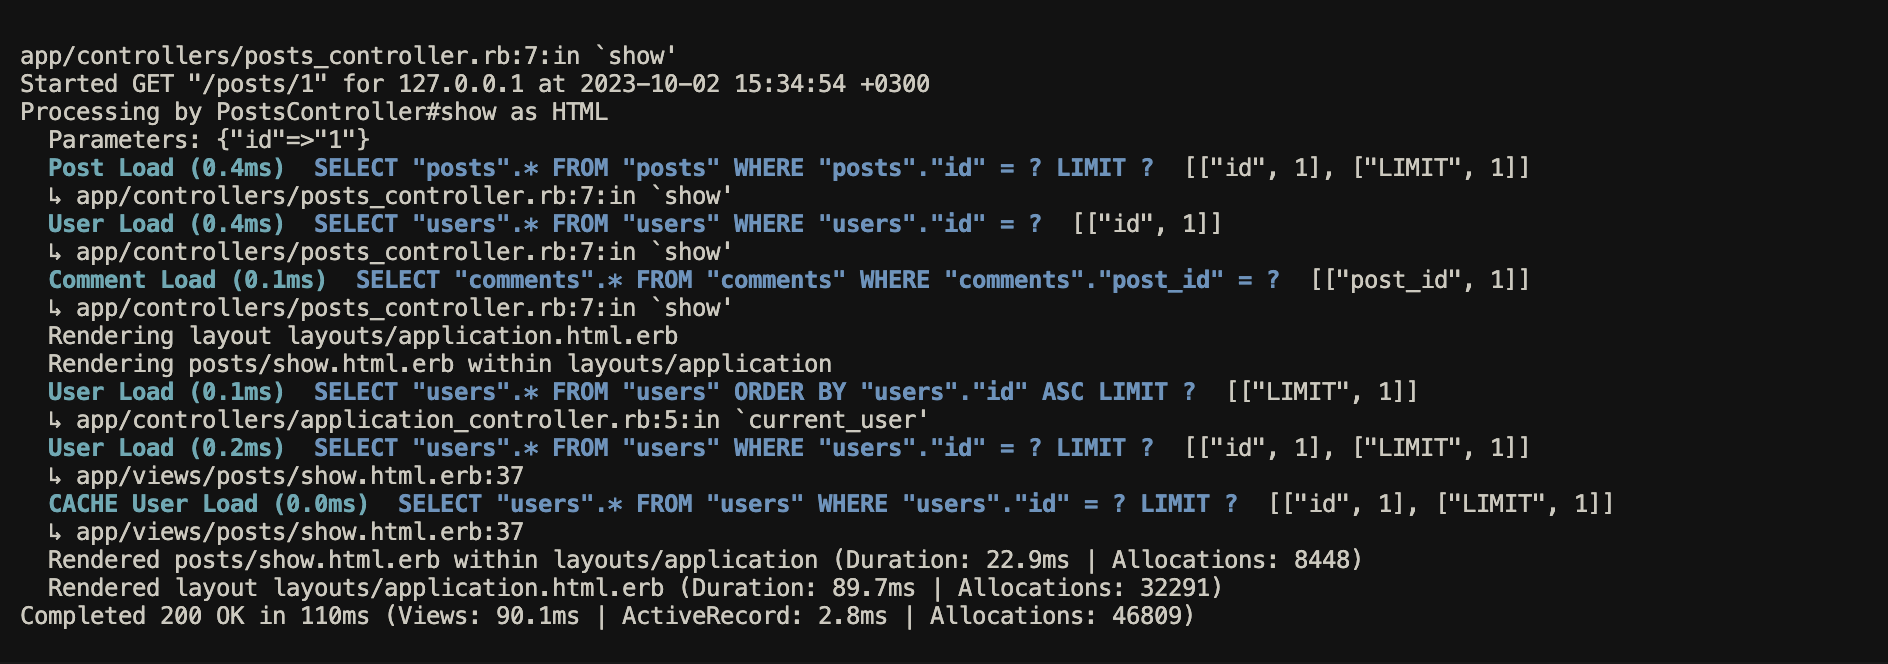 app/controllers/posts_controller.rb:7:in `show'
Started GET "/posts/1" for 127.0.0.1 at 2023-10-02 15:34:54 +0300
Processing by PostsController#show as HTML
  Parameters: {"id"=>"1"}
  Post Load (0.4ms)  SELECT "posts".* FROM "posts" WHERE "posts"."id" = ? LIMIT ?  [["id", 1], ["LIMIT", 1]]
  ↳ app/controllers/posts_controller.rb:7:in `show'
  User Load (0.4ms)  SELECT "users".* FROM "users" WHERE "users"."id" = ?  [["id", 1]]
  ↳ app/controllers/posts_controller.rb:7:in `show'
  Comment Load (0.1ms)  SELECT "comments".* FROM "comments" WHERE "comments"."post_id" = ?  [["post_id", 1]]
  ↳ app/controllers/posts_controller.rb:7:in `show'
  Rendering layout layouts/application.html.erb
  Rendering posts/show.html.erb within layouts/application
  User Load (0.1ms)  SELECT "users".* FROM "users" ORDER BY "users"."id" ASC LIMIT ?  [["LIMIT", 1]]
  ↳ app/controllers/application_controller.rb:5:in `current_user'
  User Load (0.2ms)  SELECT "users".* FROM "users" WHERE "users"."id" = ? LIMIT ?  [["id", 1], ["LIMIT", 1]]
  ↳ app/views/posts/show.html.erb:37
  CACHE User Load (0.0ms)  SELECT "users".* FROM "users" WHERE "users"."id" = ? LIMIT ?  [["id", 1], ["LIMIT", 1]]
  ↳ app/views/posts/show.html.erb:37
  Rendered posts/show.html.erb within layouts/application (Duration: 22.9ms | Allocations: 8448)
  Rendered layout layouts/application.html.erb (Duration: 89.7ms | Allocations: 32291)
Completed 200 OK in 110ms (Views: 90.1ms | ActiveRecord: 2.8ms | Allocations: 46809)